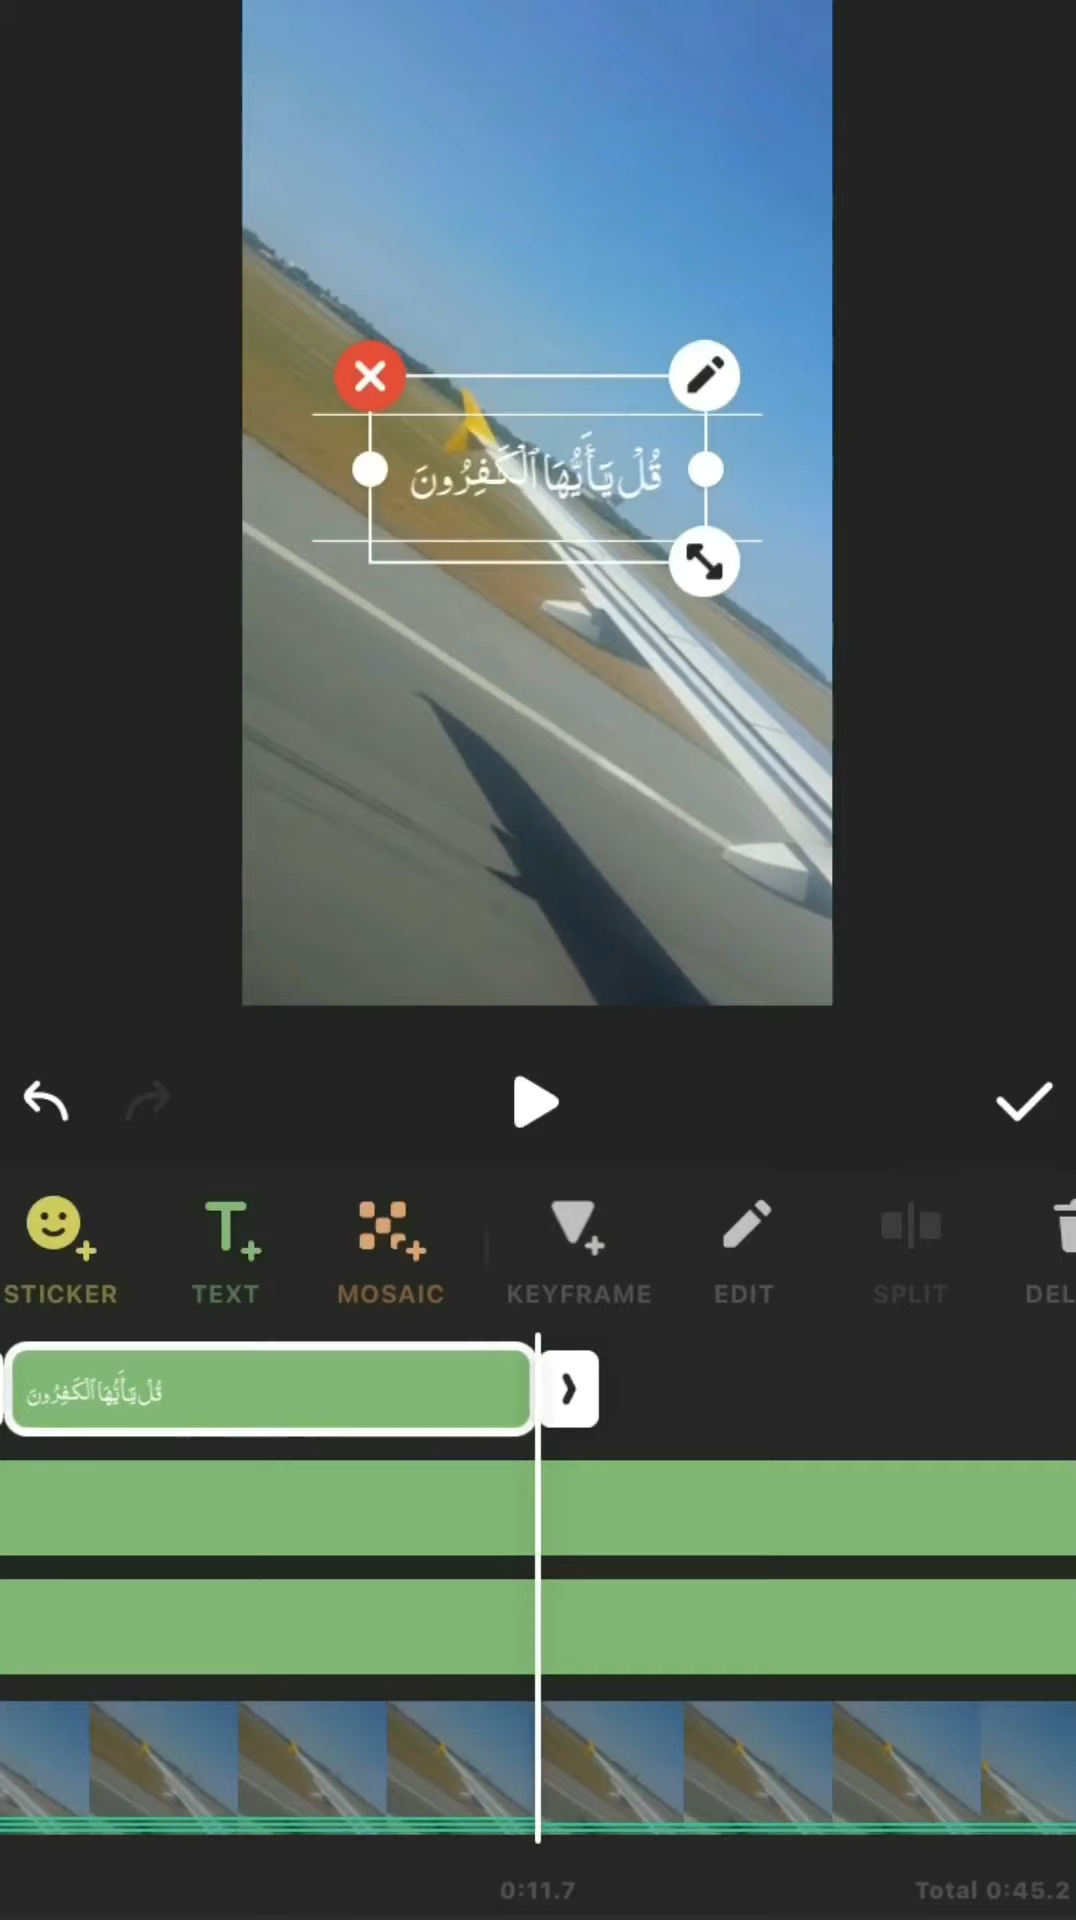 قُلْ يَٰٓأَيُّهَا ٱلْكَٰفِرُونَ
STICKER
TEXT
MOSAIC
KEYFRAME
EDIT
SPLIT
DEL
قُلْ يَٰٓأَيُّهَا ٱلْكَٰفِرُونَ
0:11.7
Total 0:45.2